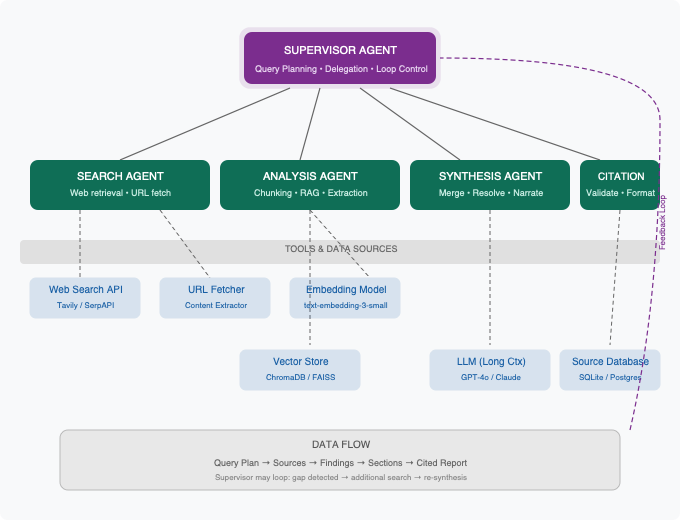 SUPERVISOR AGENT
Query Planning • Delegation • Loop Control
SEARCH AGENT
Web retrieval • URL fetch
ANALYSIS AGENT
Chunking • RAG • Extraction
SYNTHESIS AGENT
Merge • Resolve • Narrate
CITATION
Validate • Format
Feedback Loop
TOOLS & DATA SOURCES
Web Search API
Tavily / SerpAPI
URL Fetcher
Content Extractor
Embedding Model
text-embedding-3-small
Vector Store
ChromaDB / FAISS
LLM (Long Ctx)
GPT-4o / Claude
Source Database
SQLite / Postgres
DATA FLOW
Query Plan → Sources → Findings → Sections → Cited Report
Supervisor may loop: gap detected → additional search → re-synthesis